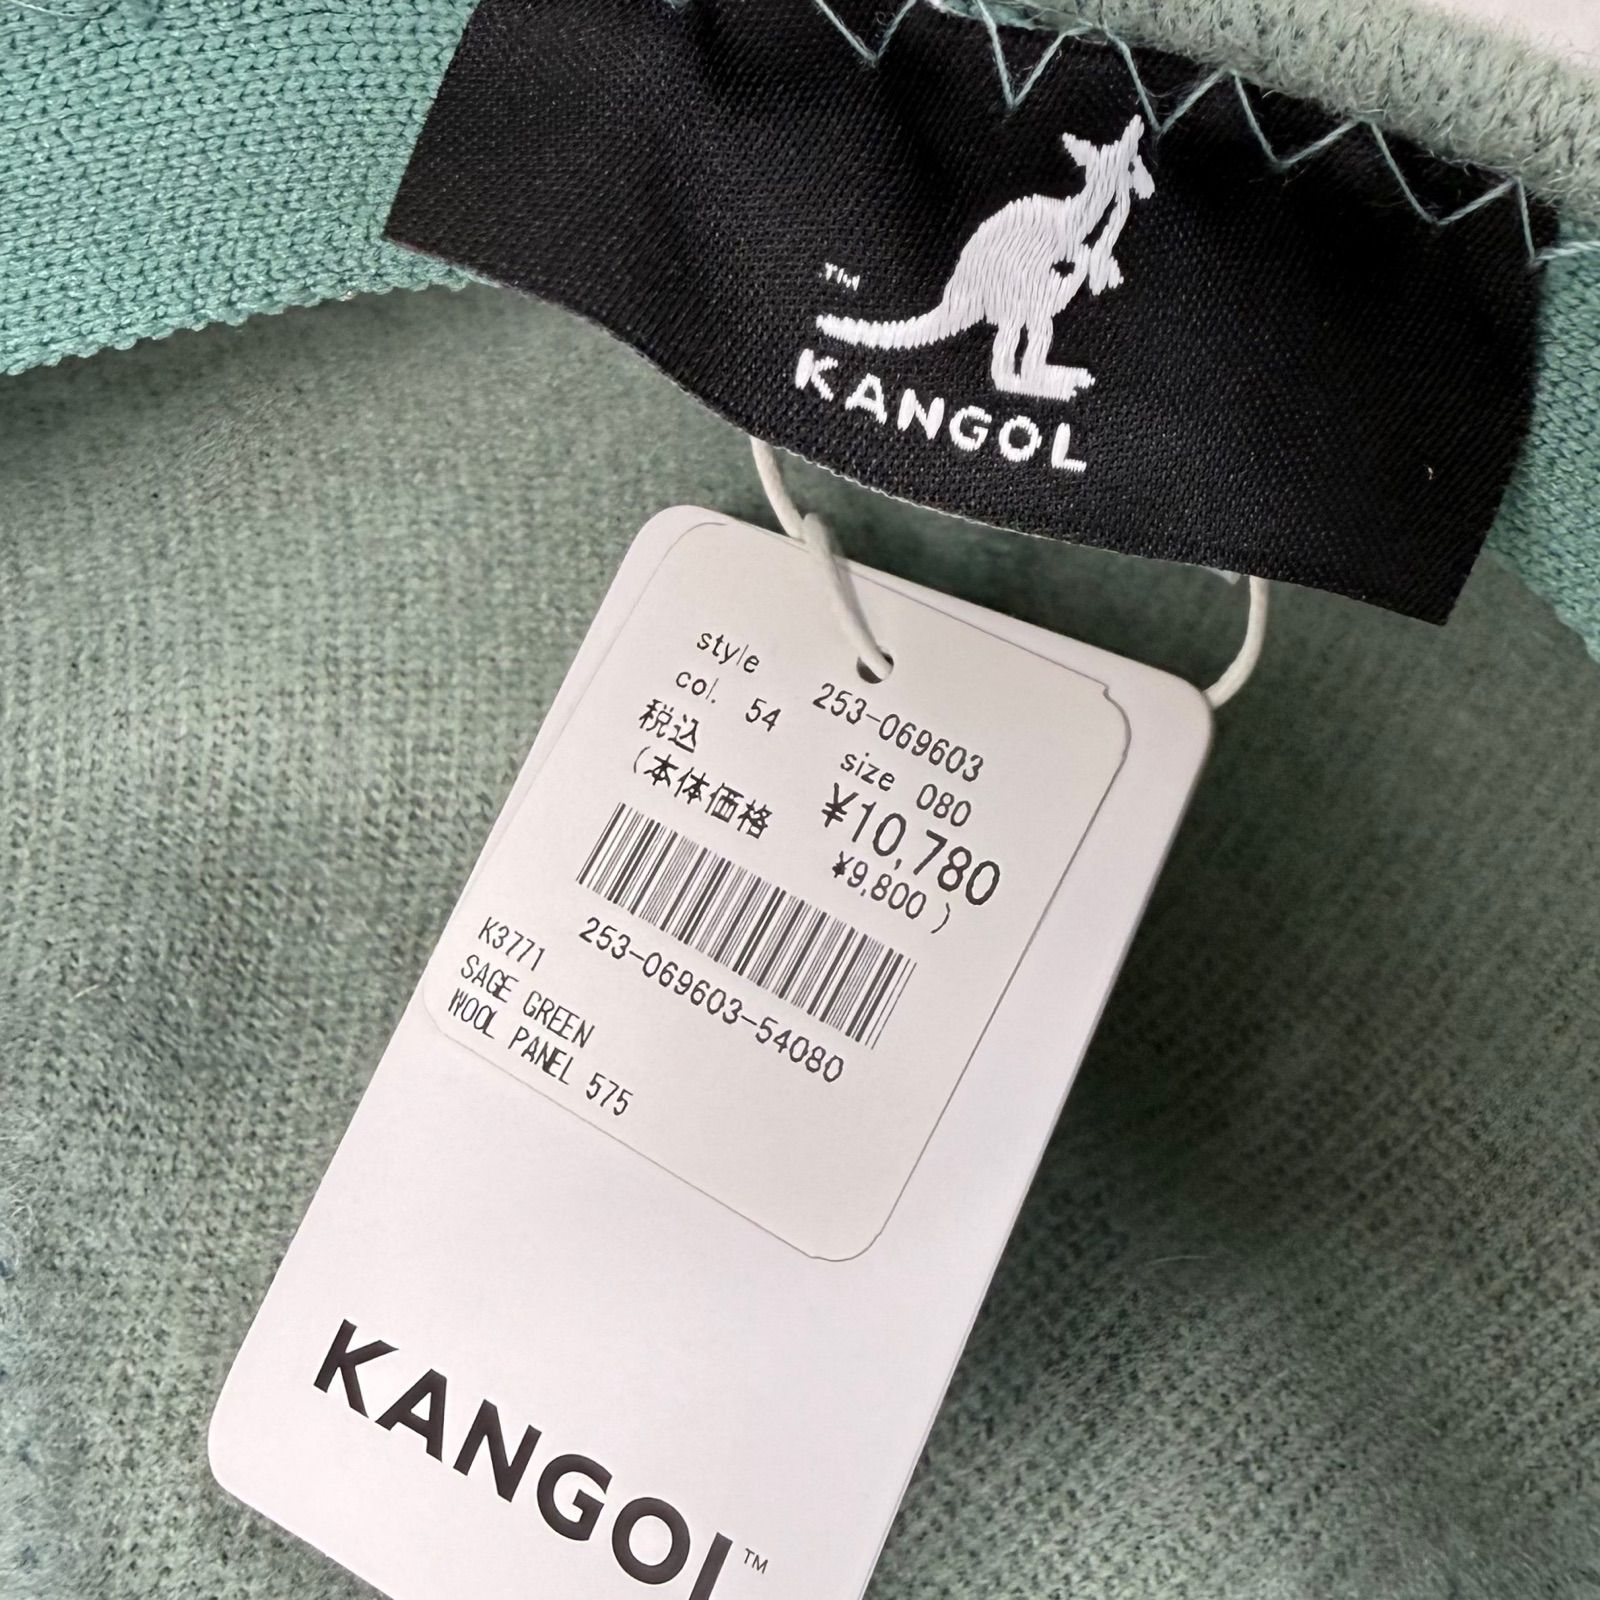 ™
KANGOL
style 253-069603
col. 54 size 080
税込 ¥10,780
(本体価格 ¥9,800)
253-069603-54080
K3771
SAGE GREEN
WOOL PANEL 575
KANGOL™